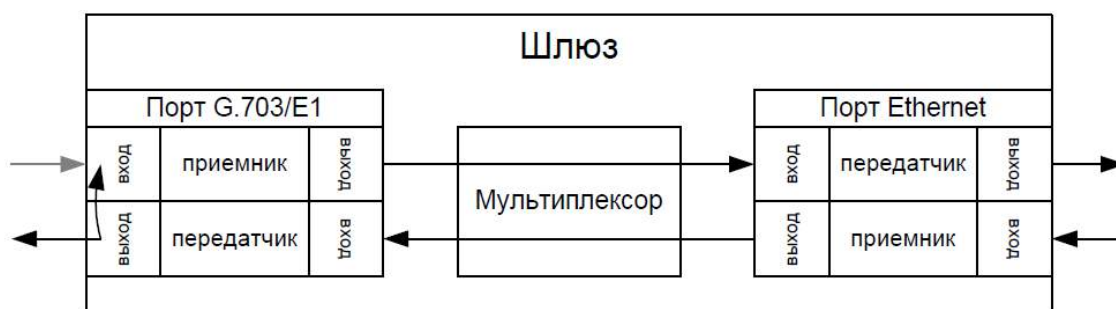 Шлюз
Порт G.703/E1
Порт Ethernet
вход
приемник
выход
вход
передатчик
выход
Мультиплексор
выход
передатчик
вход
выход
приемник
вход